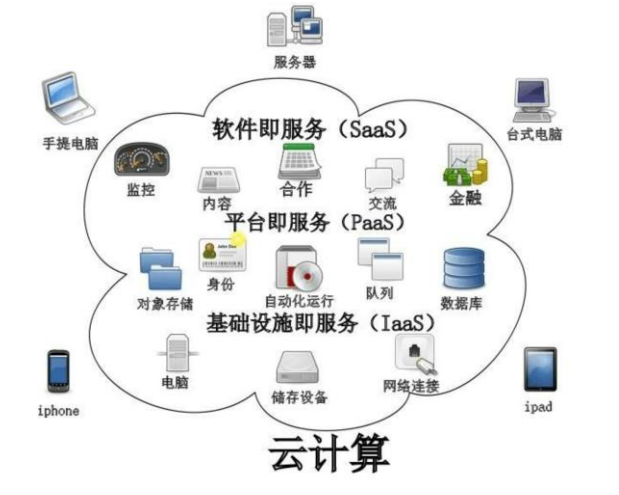 服务器
手提电脑
台式电脑
软件即服务（SaaS）
监控
NEWS
内容
合作
交流
金融
平台即服务（PaaS）
John Doe
对象存储
身份
自动化运行
队列
数据库
基础设施即服务（IaaS）
电脑
储存设备
网络连接
iphone
ipad
云计算